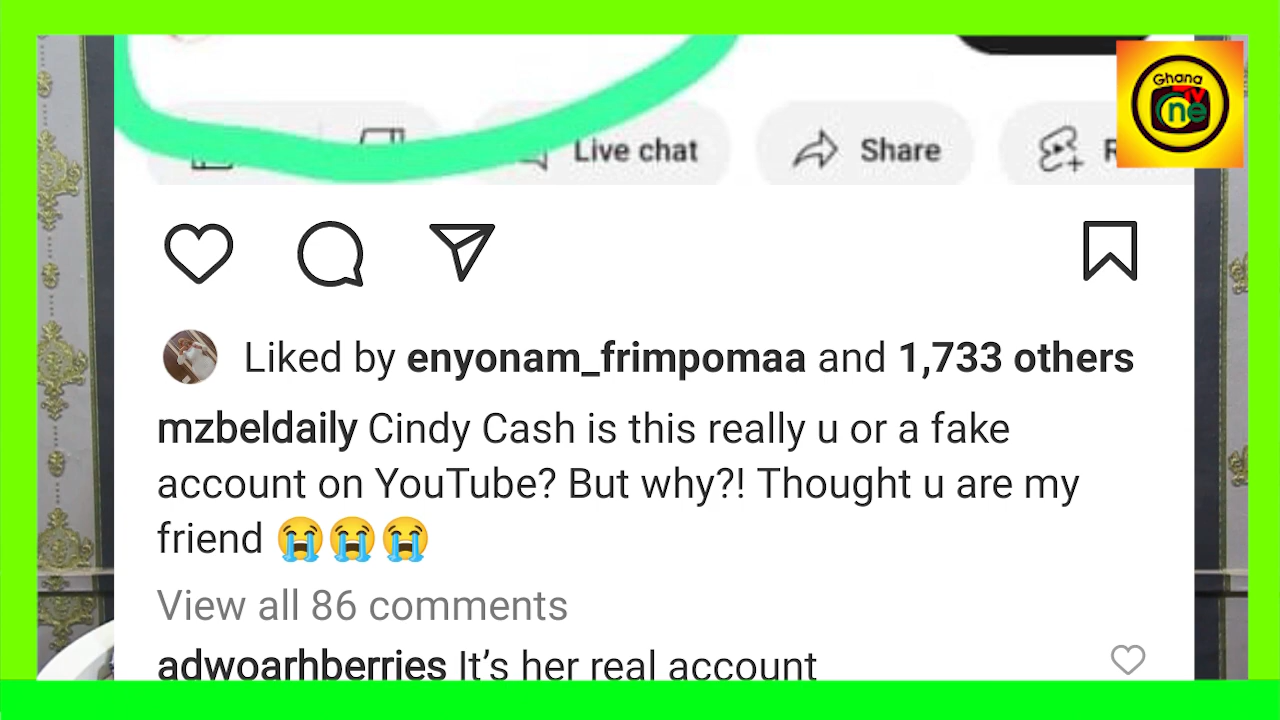 Ghana
TV
One
Live chat
Share
R
Liked by enyonam_frimpomaa and 1,733 others
mzbeldaily Cindy Cash is this really u or a fake
account on YouTube? But why?! Thought u are my
friend 😭😭😭
View all 86 comments
adwoarhberries It’s her real account